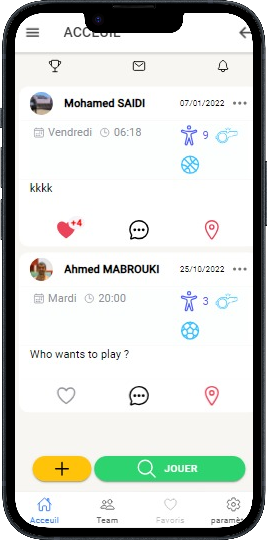 ACCEUIL
Mohamed SAIDI 07/01/2022
Vendredi 06:18 9
kkkk
+4
Ahmed MABROUKI 25/10/2022
Mardi 20:00 3
Who wants to play ?
JOUER
Acceuil Team Favoris paramè